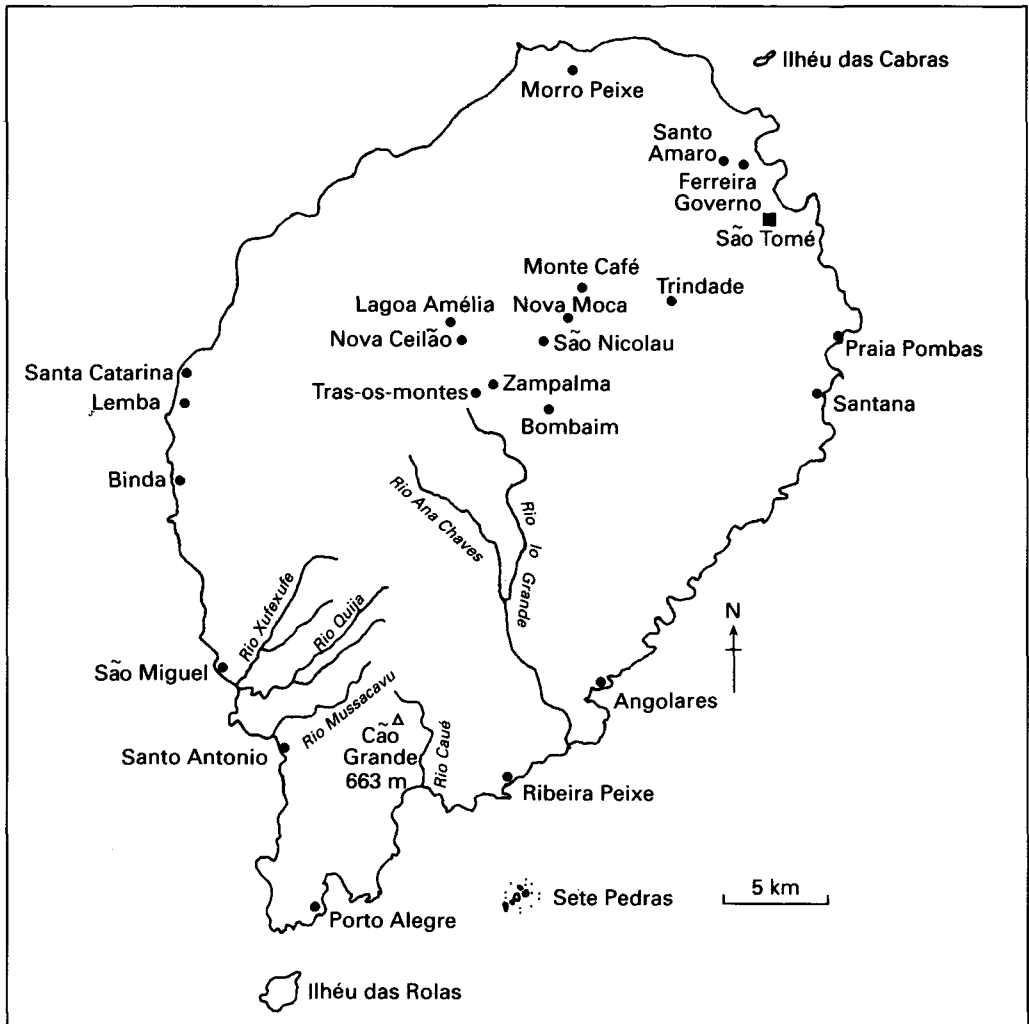 Ilhéu das Cabras
Morro Peixe
Santo
Amaro
Ferreira
Governo
São Tomé
Monte Café
Trindade
Lagoa Amélia
Nova Moca
Nova Ceilão
São Nicolau
Praia Pombas
Santa Catarina
Zampalma
Tras-os-montes
Lemba
Santana
Bombaim
Binda
Rio Ana Chaves
Rio Io Grande
Rio Xufexufe
Rio Quija
N
São Miguel
Angolares
Rio Mussacavu
Cão
Grande
663 m
Rio Caué
Santo Antonio
Ribeira Peixe
5 km
Sete Pedras
Porto Alegre
Ilhéu das Rolas